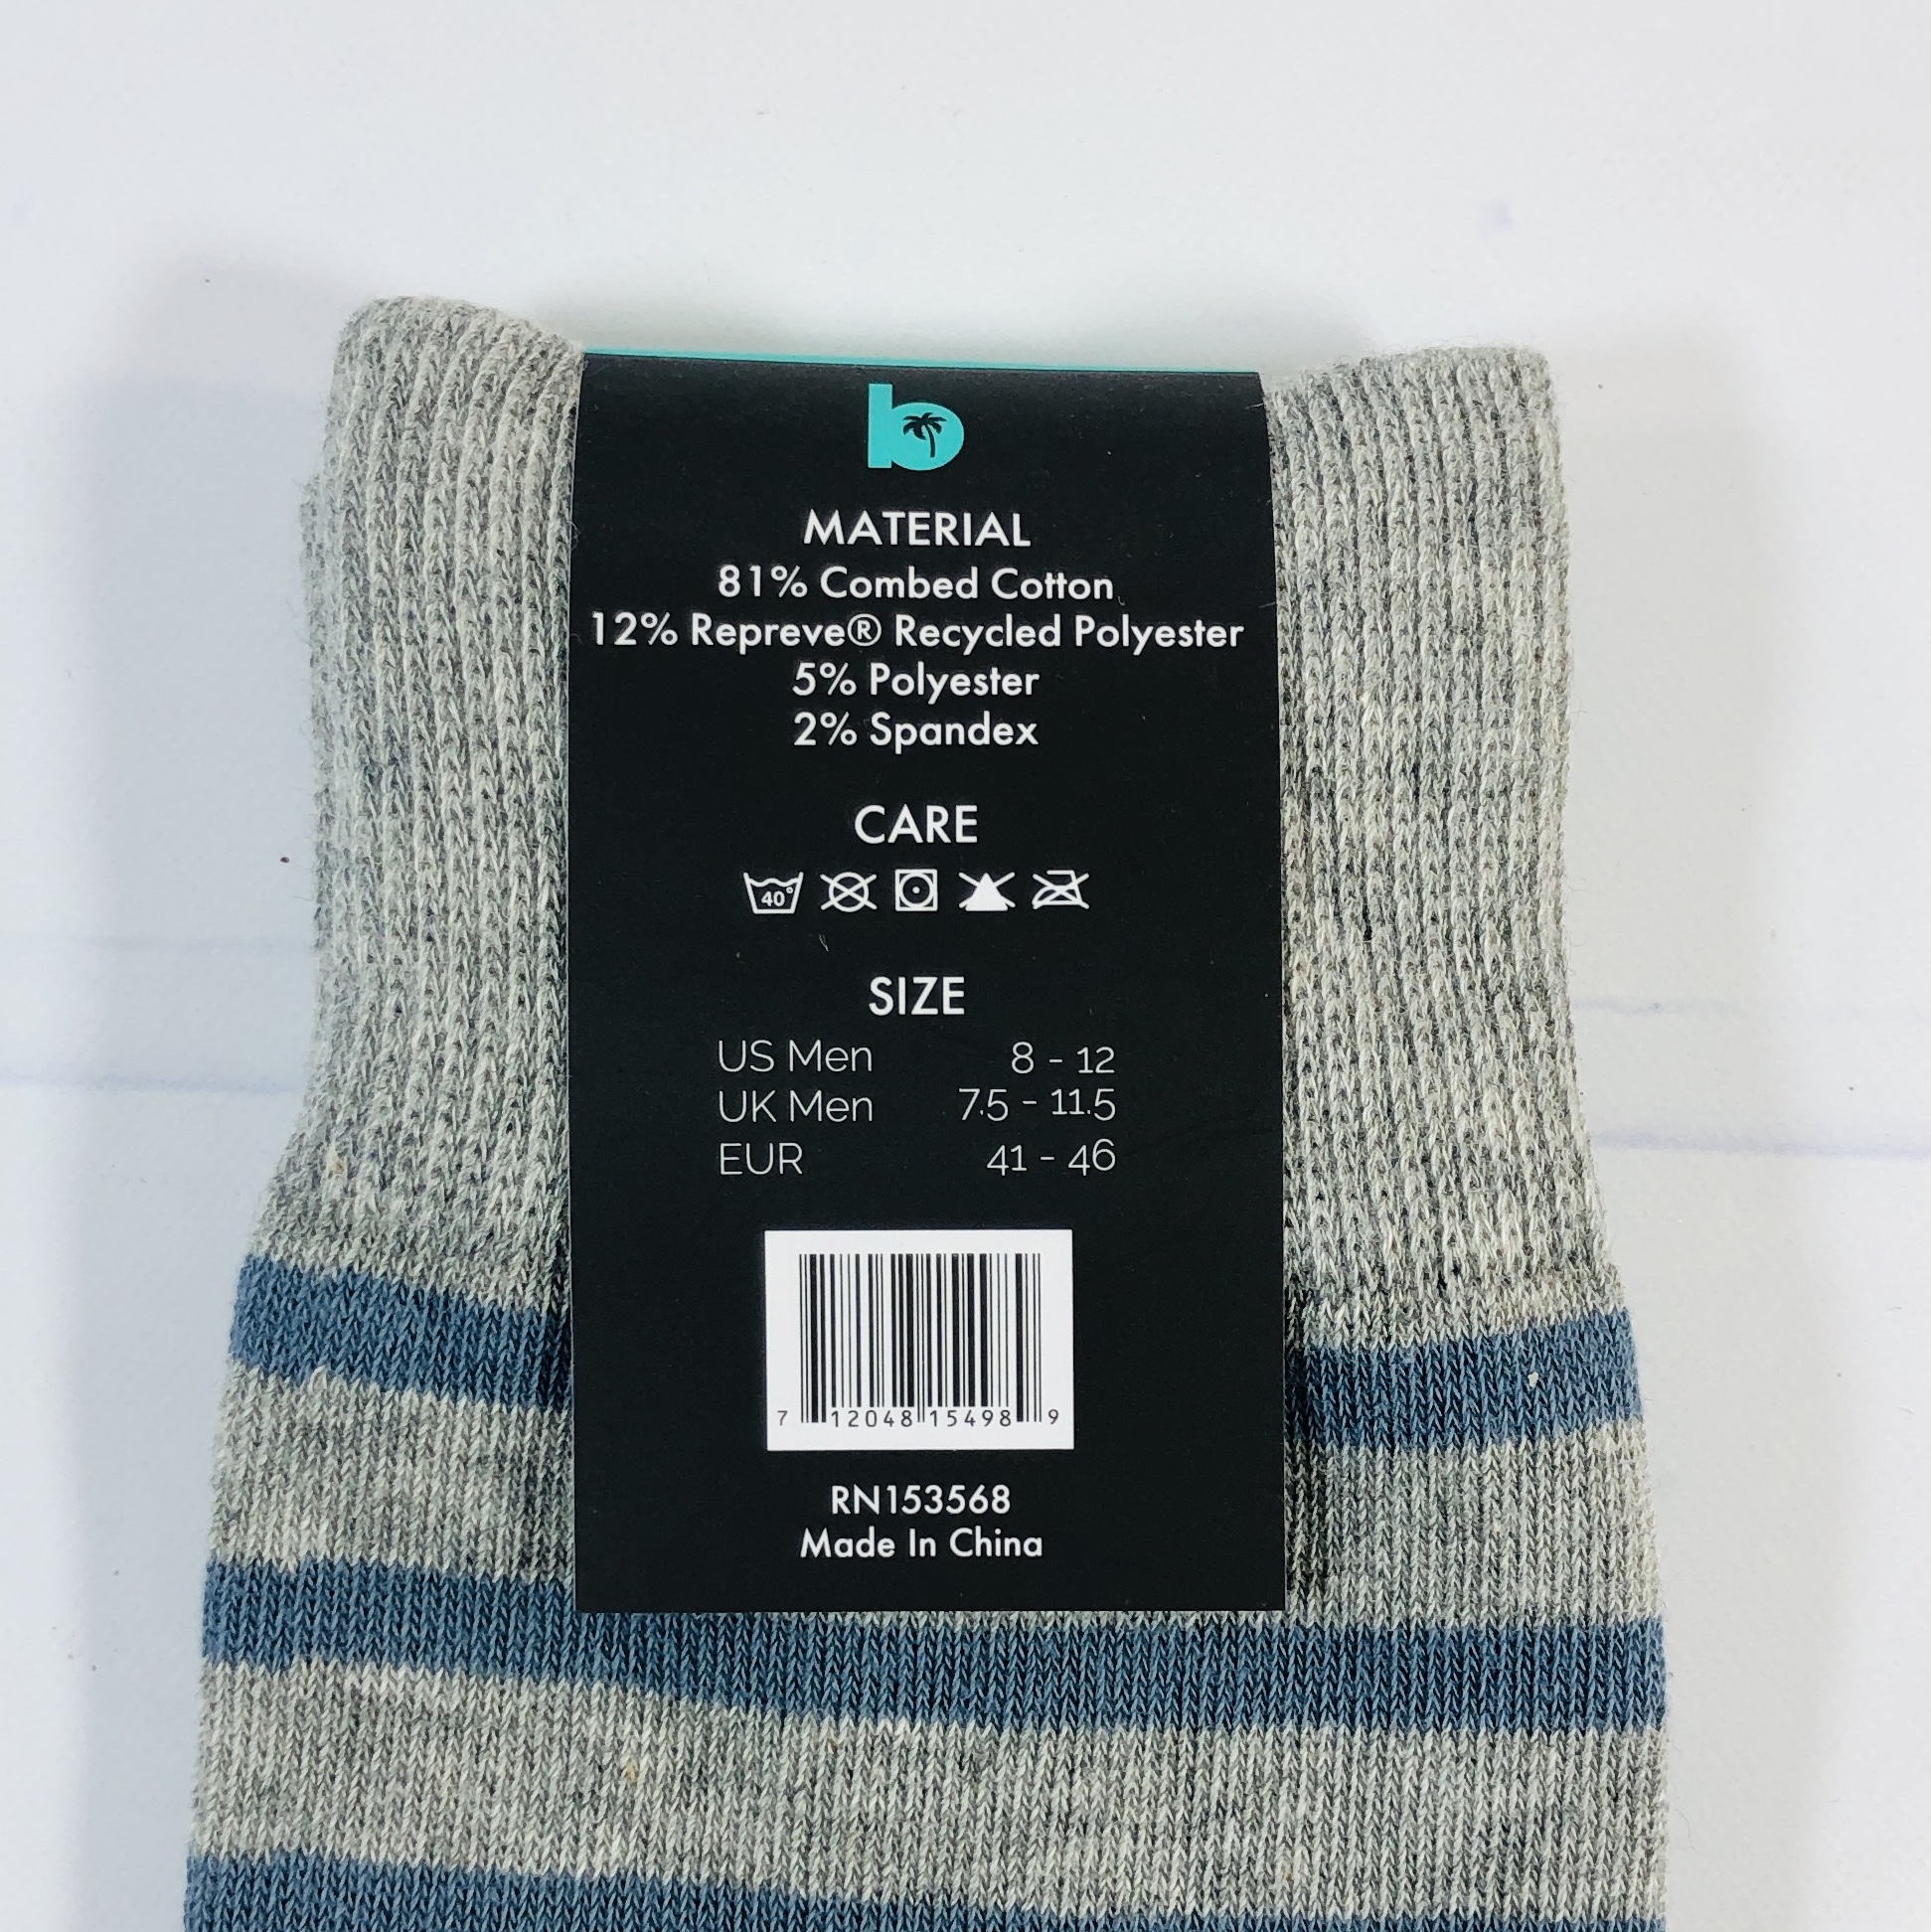 b
MATERIAL
81% Combed Cotton
12% Repreve® Recycled Polyester
5% Polyester
2% Spandex
CARE
40°
SIZE
US Men 8 - 12
UK Men 7.5 - 11.5
EUR 41 - 46
7 12048 15498 9
RN153568
Made In China